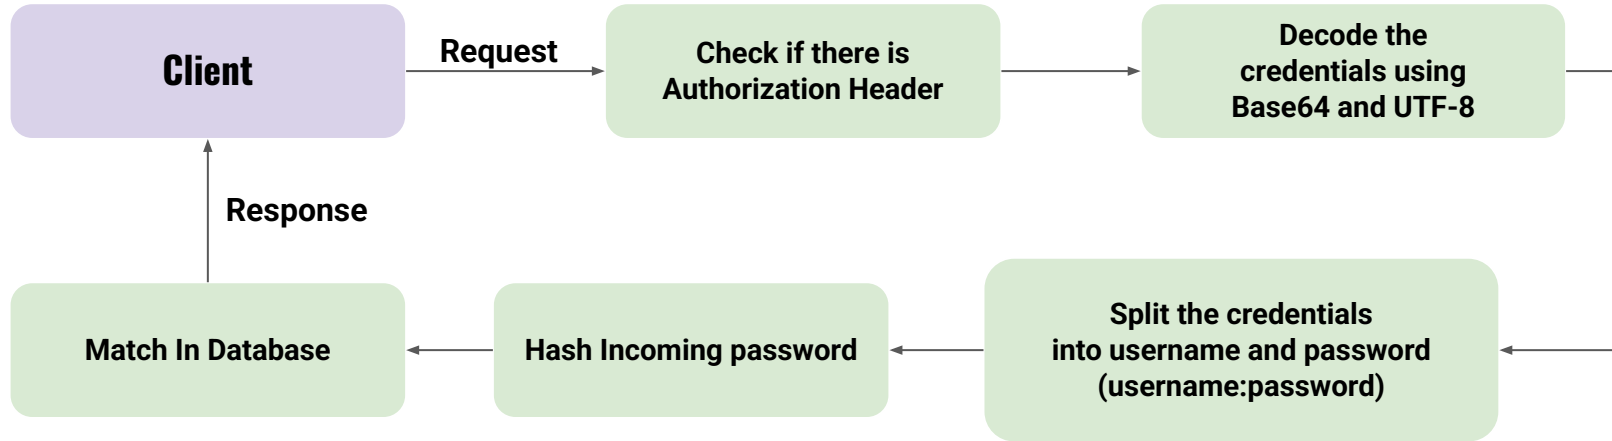 Client
Request
Check if there is
Authorization Header
Decode the
credentials using
Base64 and UTF-8
Response
Match In Database
Hash Incoming password
Split the credentials
into username and password
(username:password)